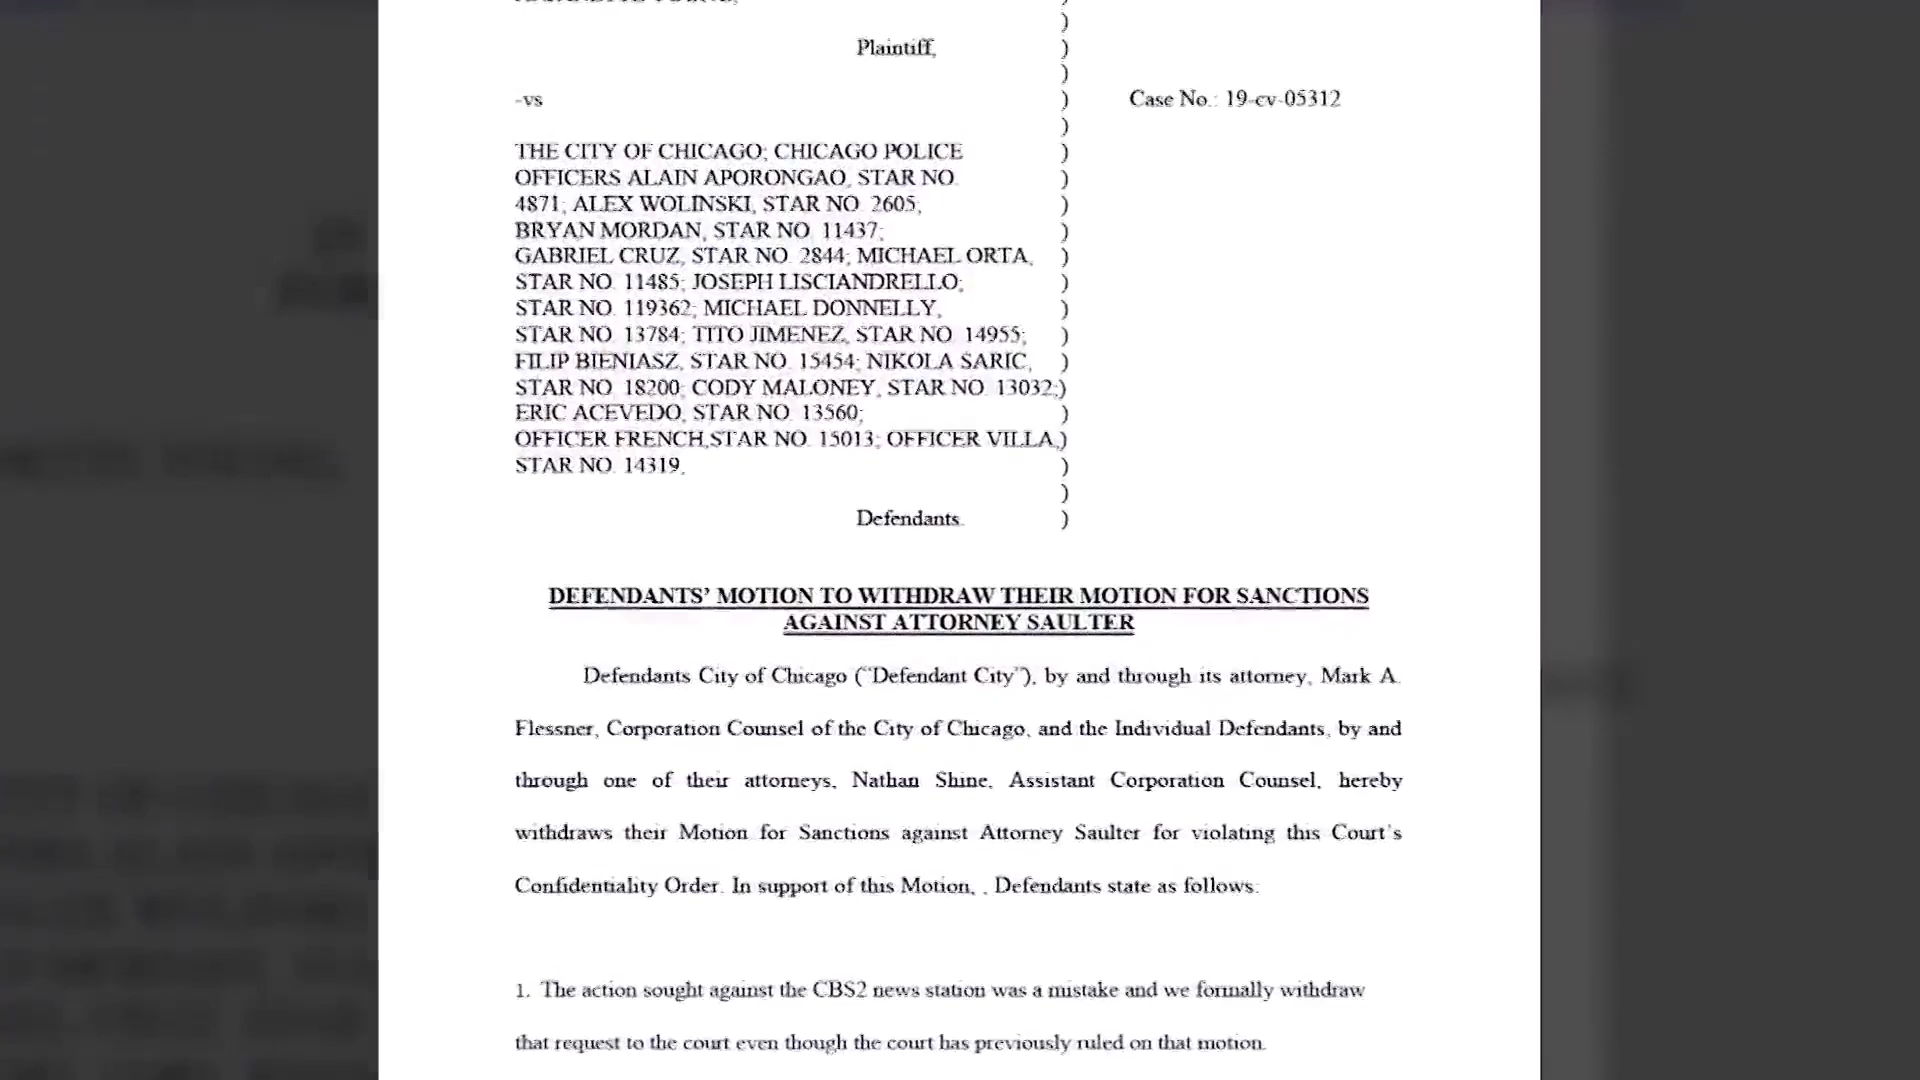 )
)
Plaintiff, )
)
-vs ) Case No.: 19-cv-05312
)
THE CITY OF CHICAGO; CHICAGO POLICE )
OFFICERS ALAIN APORONGAO, STAR NO. )
4871; ALEX WOLINSKI, STAR NO. 2605; )
BRYAN MORDAN, STAR NO. 11437; )
GABRIEL CRUZ, STAR NO. 2844; MICHAEL ORTA, )
STAR NO. 11485; JOSEPH LISCIANDRELLO; )
STAR NO. 119362; MICHAEL DONNELLY, )
STAR NO. 13784; TITO JIMENEZ, STAR NO. 14955; )
FILIP BIENIASZ, STAR NO. 15454; NIKOLA SARIC, )
STAR NO. 18200; CODY MALONEY, STAR NO. 13032;)
ERIC ACEVEDO, STAR NO. 13560; )
OFFICER FRENCH,STAR NO. 15013; OFFICER VILLA,)
STAR NO. 14319, )
)
Defendants. )
DEFENDANTS' MOTION TO WITHDRAW THEIR MOTION FOR SANCTIONS
AGAINST ATTORNEY SAULTER
Defendants City of Chicago ("Defendant City"), by and through its attorney, Mark A.
Flessner, Corporation Counsel of the City of Chicago, and the Individual Defendants, by and
through one of their attorneys, Nathan Shine, Assistant Corporation Counsel, hereby
withdraws their Motion for Sanctions against Attorney Saulter for violating this Court's
Confidentiality Order. In support of this Motion, , Defendants state as follows:
1. The action sought against the CBS2 news station was a mistake and we formally withdraw
that request to the court even though the court has previously ruled on that motion.